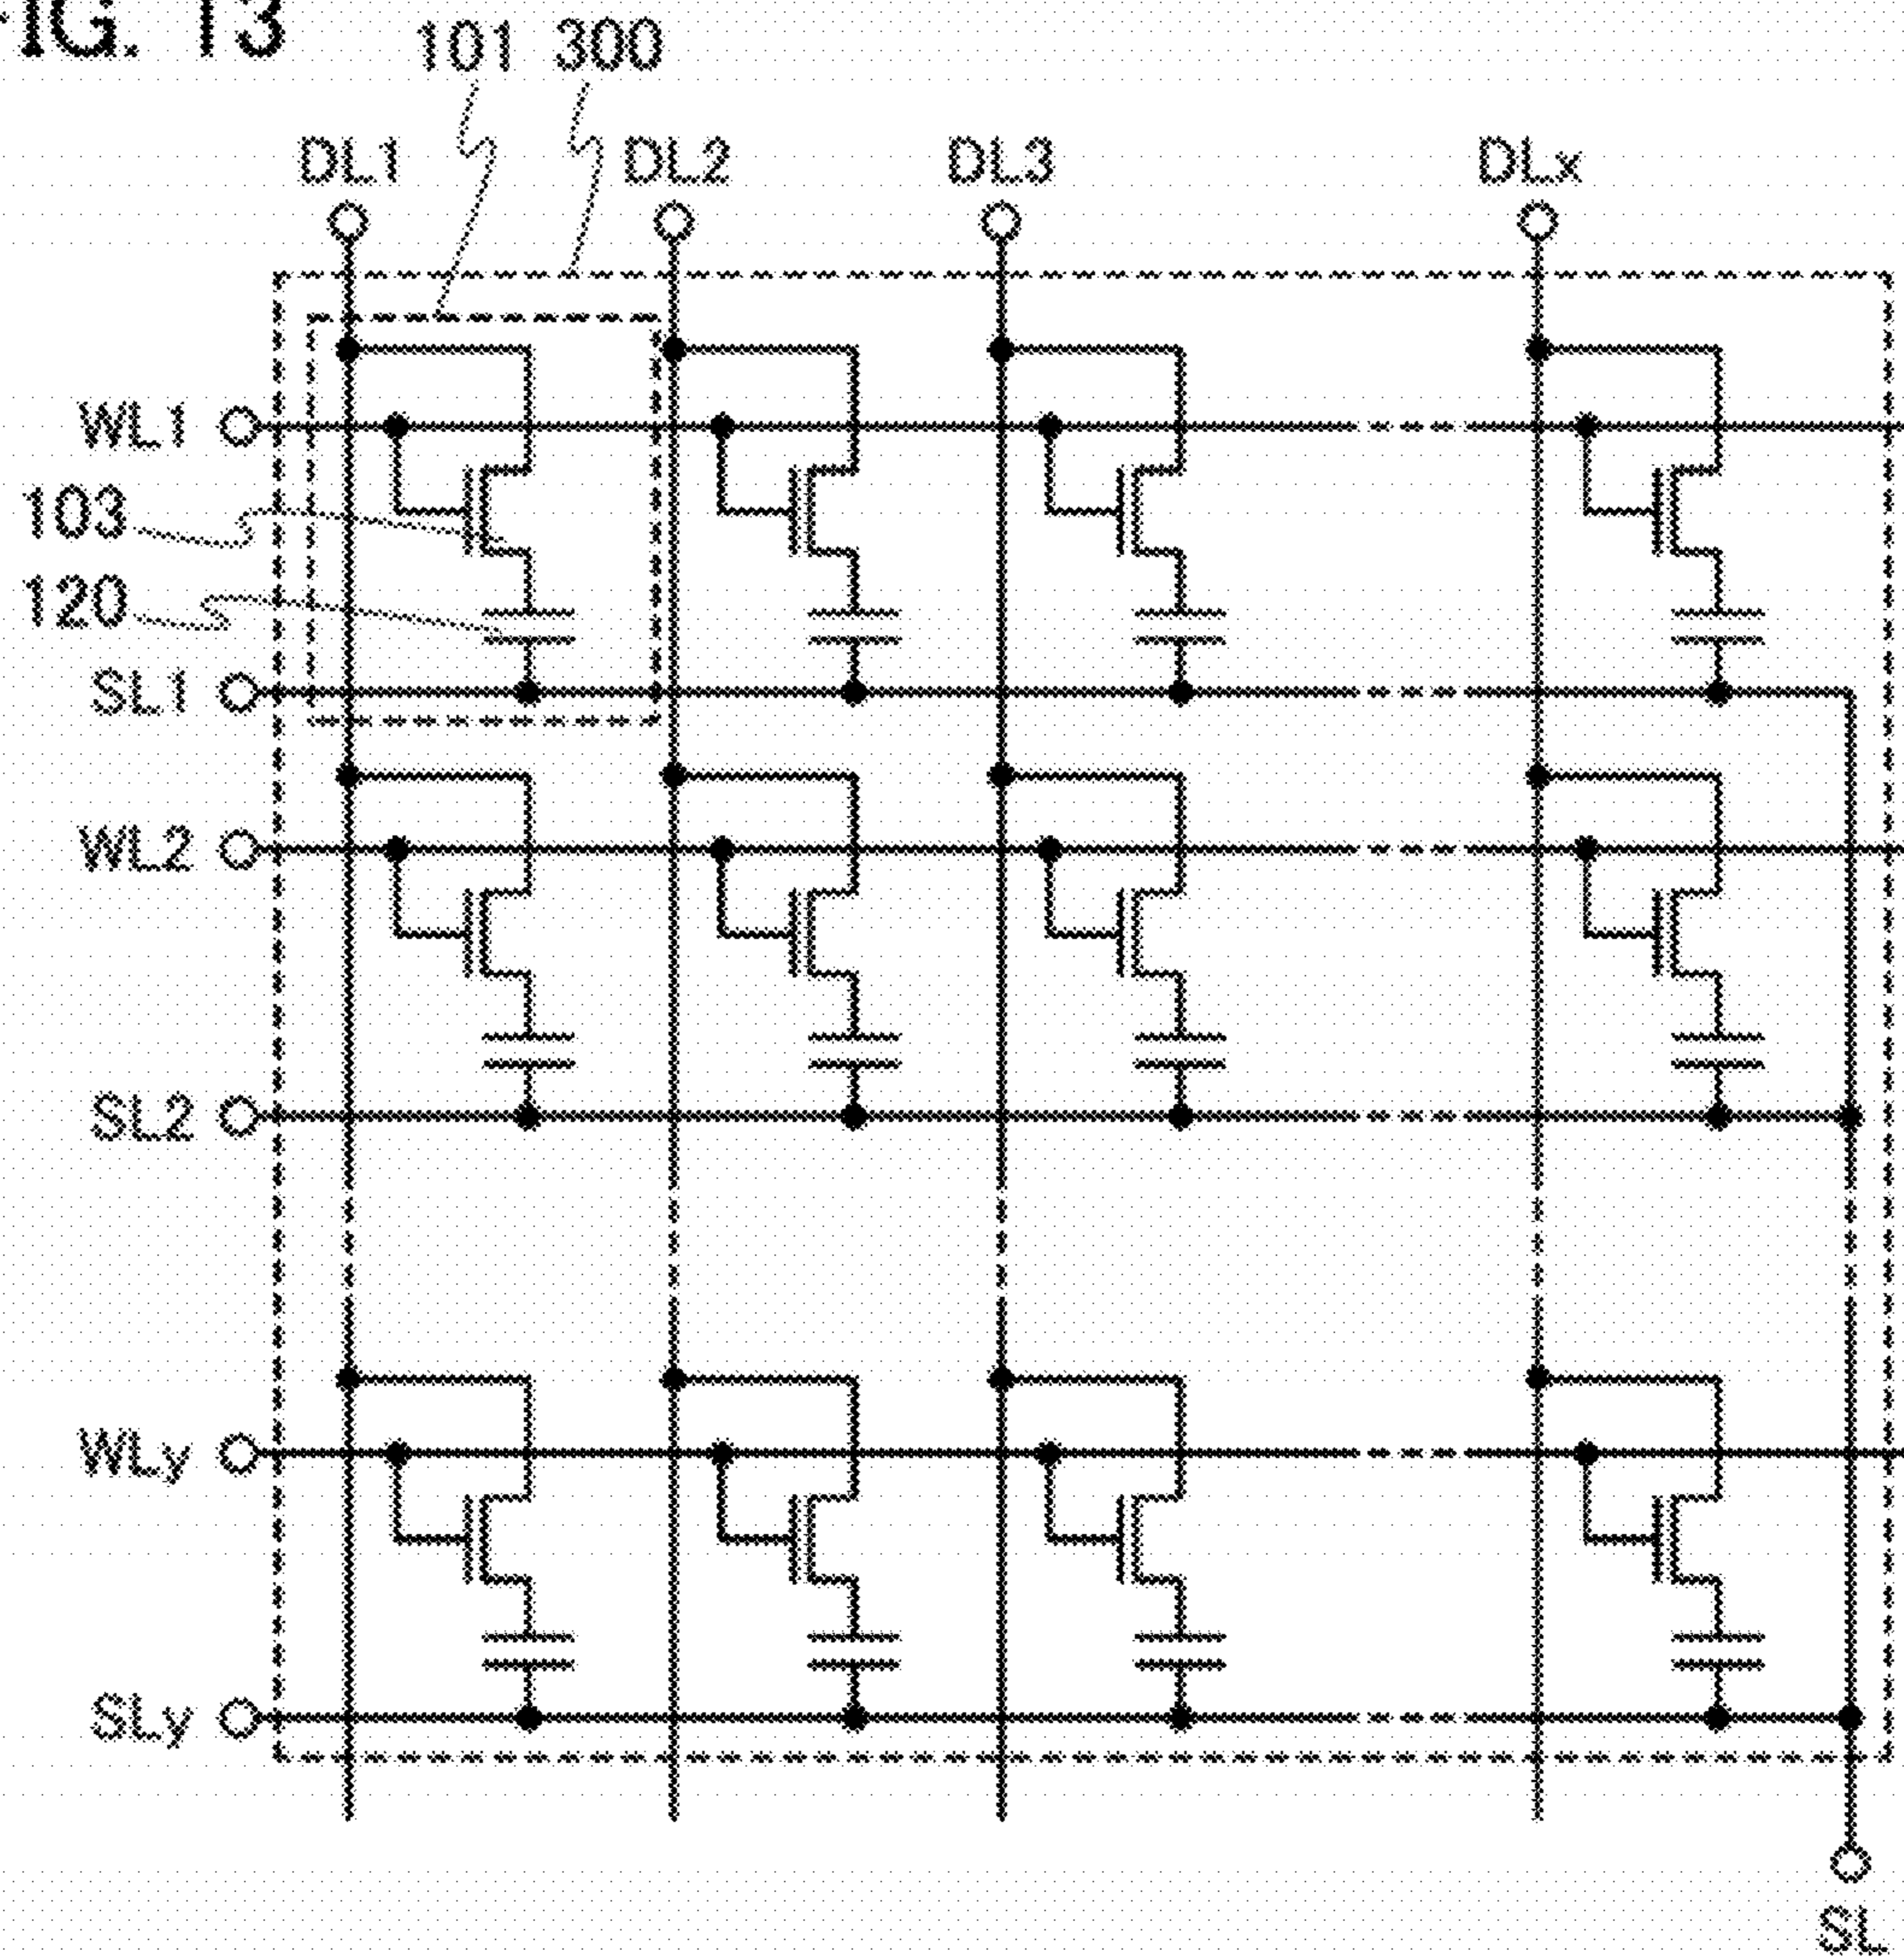 FIG. 13
101 300
DL1 DL2 DL3 DLx
WL1
103
120
SL1
WL2
SL2
WLy
SLy
SL